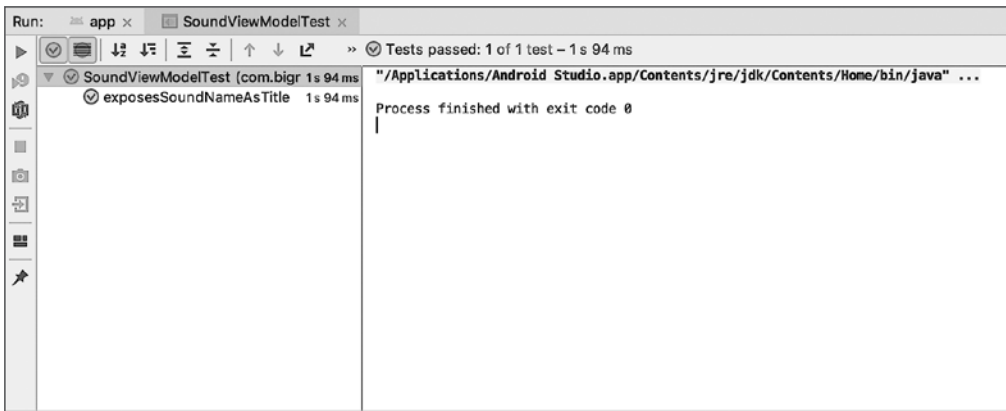 Run: app × SoundViewModelTest ×
» Tests passed: 1 of 1 test – 1 s 94 ms
SoundViewModelTest (com.bigr 1 s 94 ms
exposesSoundNameAsTitle 1 s 94 ms
"/Applications/Android Studio.app/Contents/jre/jdk/Contents/Home/bin/java" ...
Process finished with exit code 0